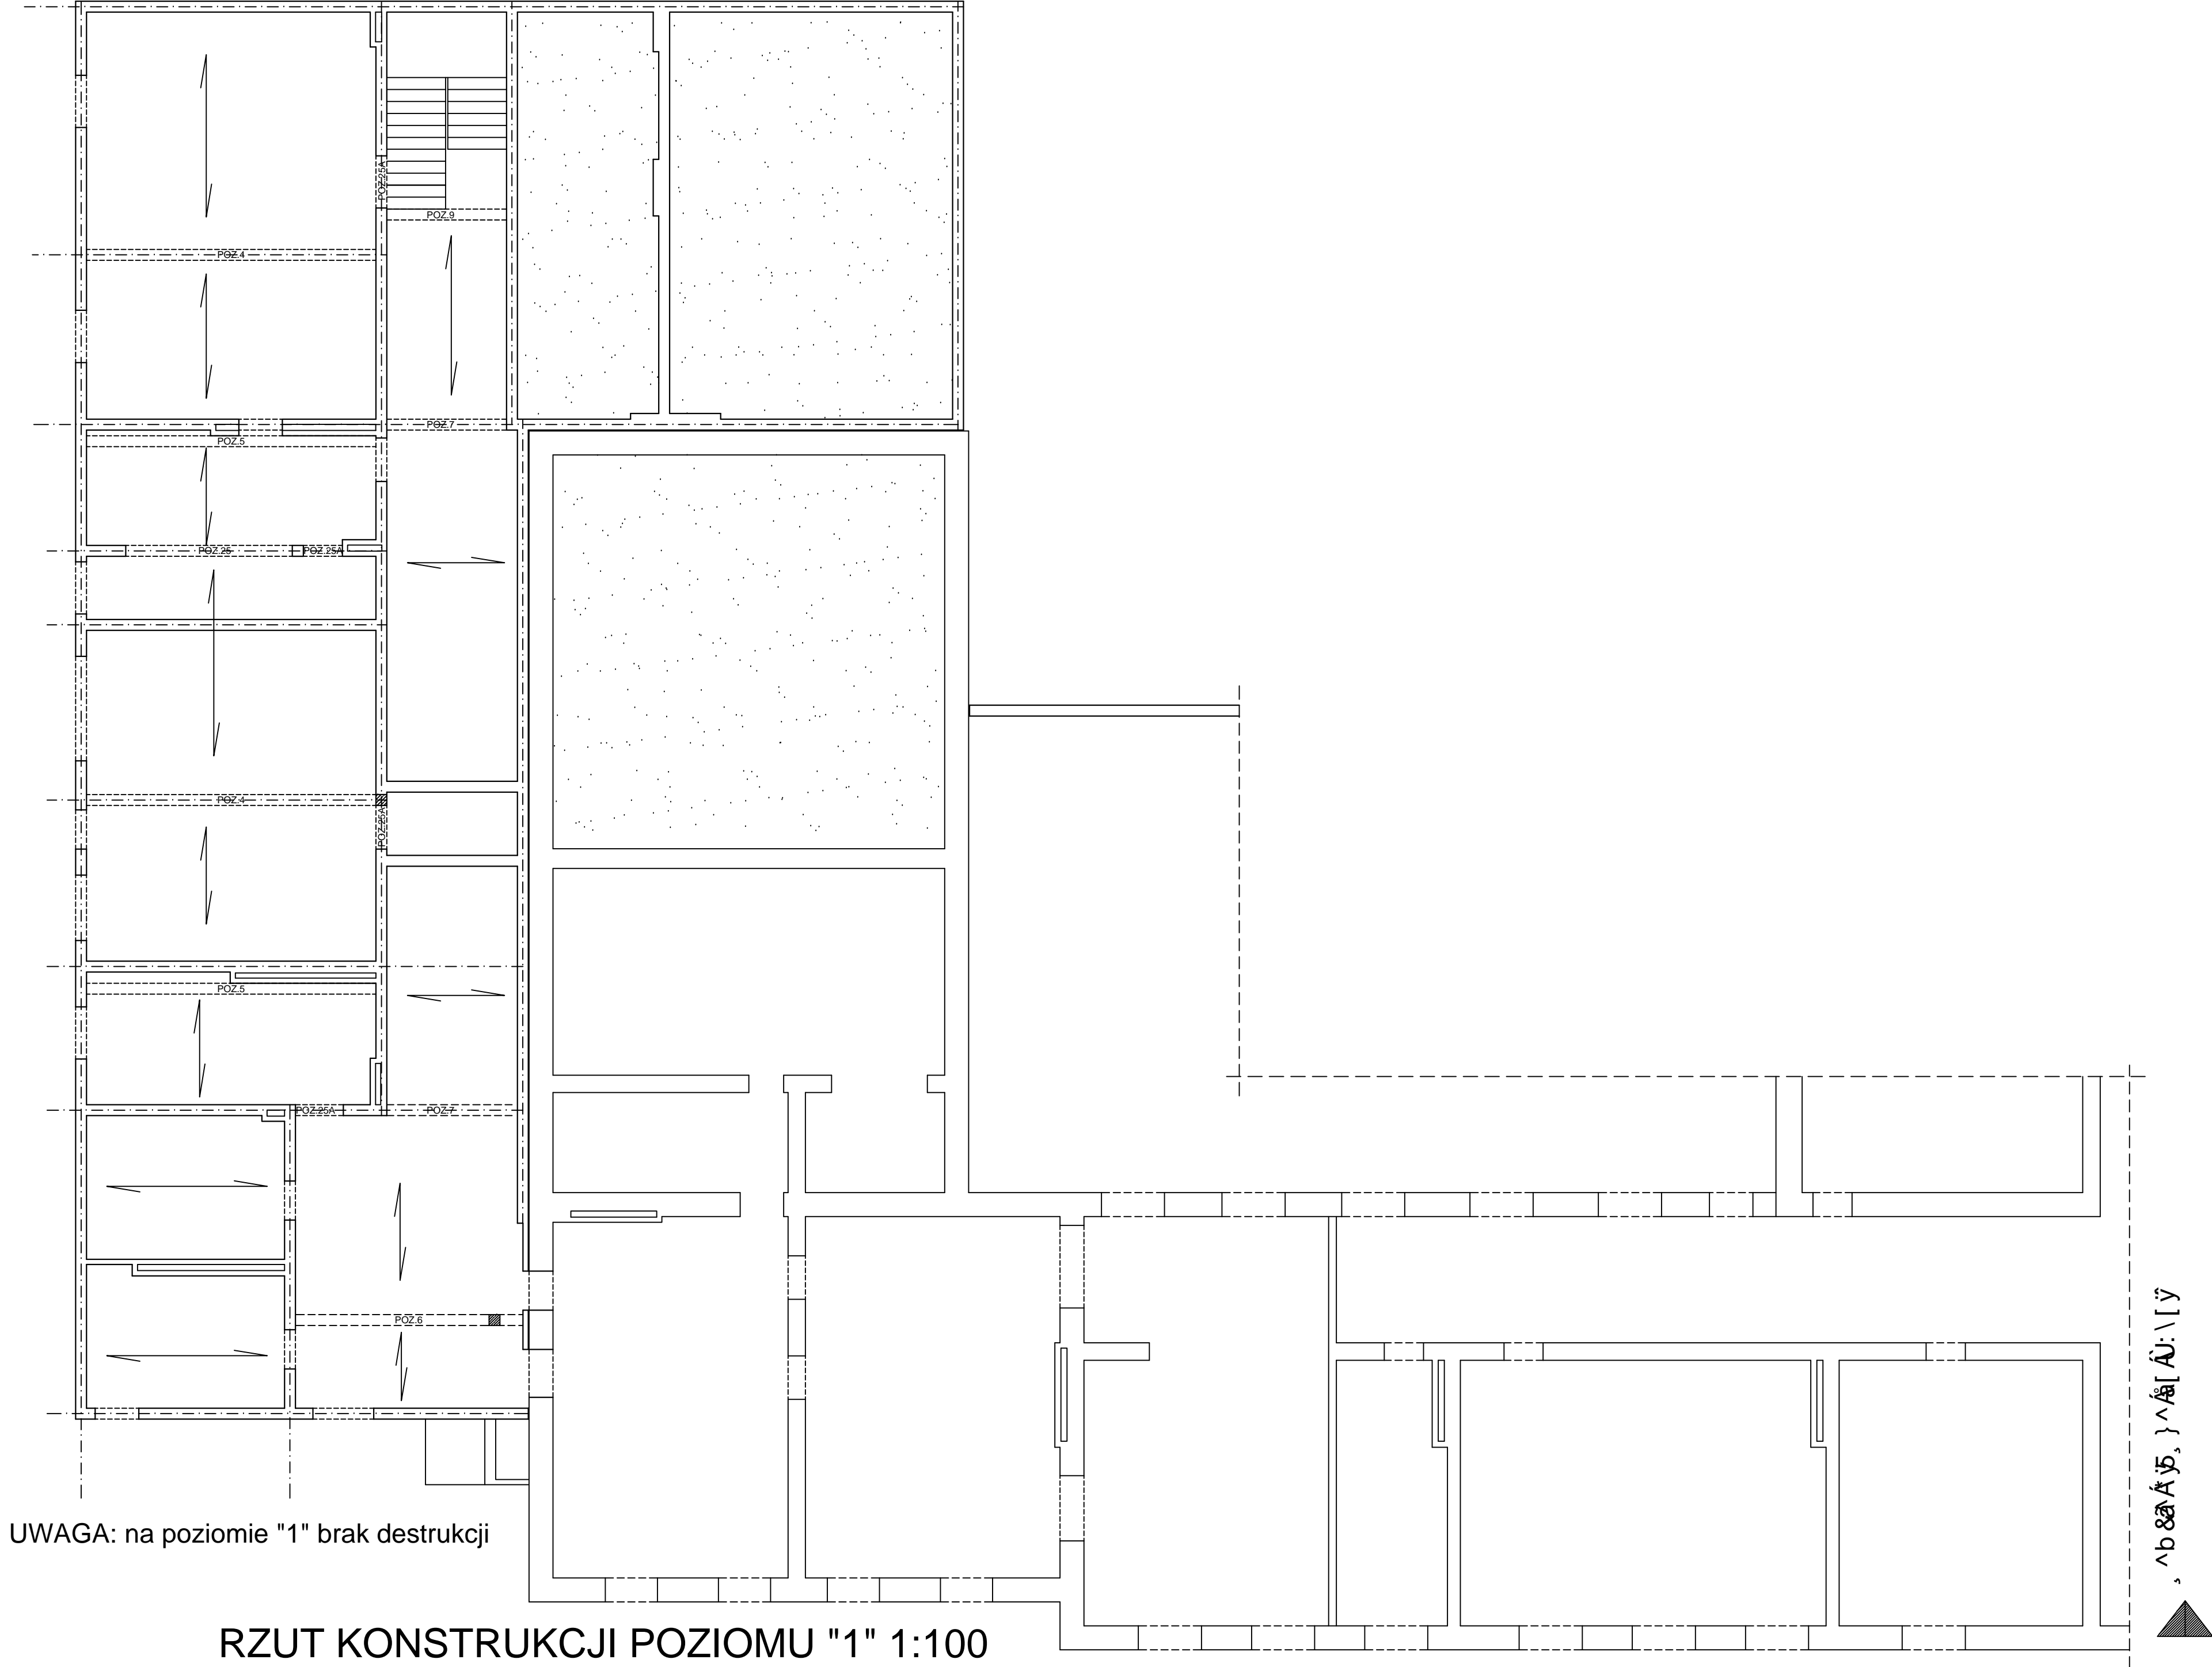 POZ.25A
POZ.9
POZ.4
POZ.7
POZ.5
POZ.25
POZ.25A
POZ.4
POZ.25A
POZ.5
POZ.25A
POZ.7
POZ.6
UWAGA: na poziomie "1" brak destrukcji
RZUT KONSTRUKCJI POZIOMU "1" 1:100